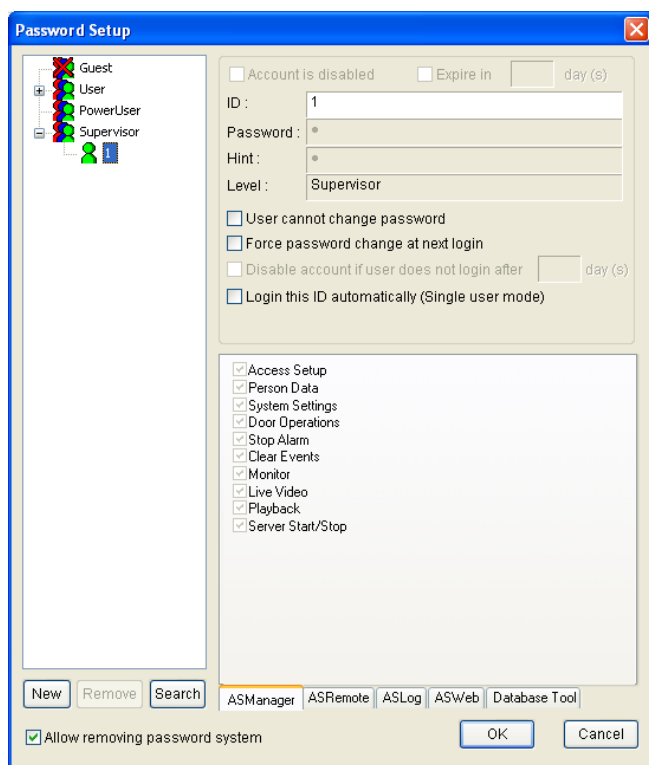 Password Setup
Guest
User
PowerUser
Supervisor
1
Account is disabled Expire in day (s)
ID : 1
Password :
Hint :
Level : Supervisor
User cannot change password
Force password change at next login
Disable account if user does not login after day (s)
Login this ID automatically (Single user mode)
Access Setup
Person Data
System Settings
Door Operations
Stop Alarm
Clear Events
Monitor
Live Video
Playback
Server Start/Stop
New Remove Search
ASManager ASRemote ASLog ASWeb Database Tool
Allow removing password system
OK Cancel